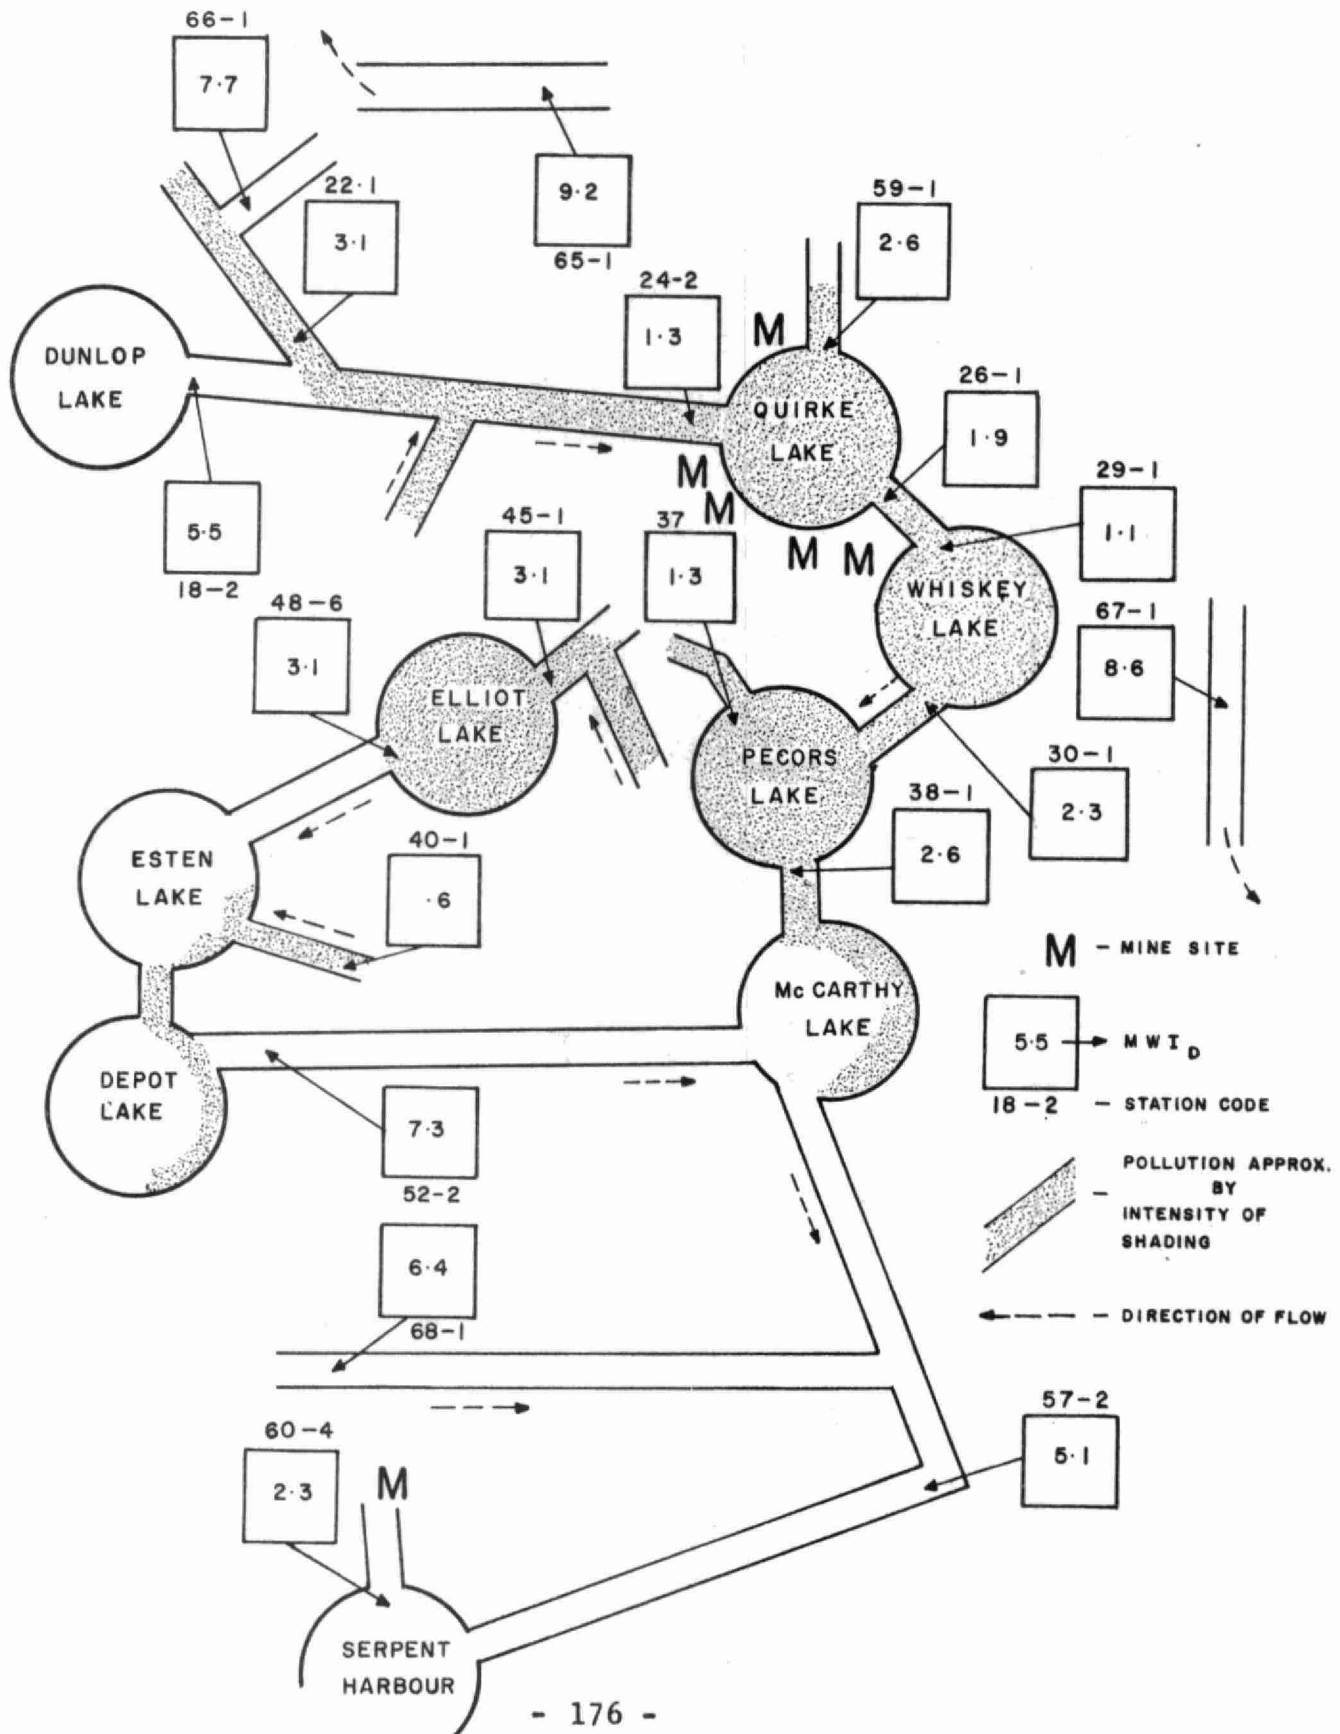 66-1
7·7
9·2
65-1
22·1
3·1
59-1
2·6
24-2
1·3
M
DUNLOP
LAKE
QUIRKE
LAKE
26-1
1·9
M
M
M
M
29-1
1·1
5·5
18-2
45-1
3·1
37
1·3
WHISKEY
LAKE
48-6
3·1
67-1
8·6
ELLIOT
LAKE
PECORS
LAKE
30-1
2·3
38-1
2·6
ESTEN
LAKE
40-1
·6
M - MINE SITE
Mc CARTHY
LAKE
5·5 MWI D
18-2 - STATION CODE
DEPOT
LAKE
7·3
52-2
POLLUTION APPROX.
BY
- INTENSITY OF
SHADING
6·4
68-1
- DIRECTION OF FLOW
57-2
5·1
60-4
2·3
M
SERPENT
HARBOUR
- 176 -